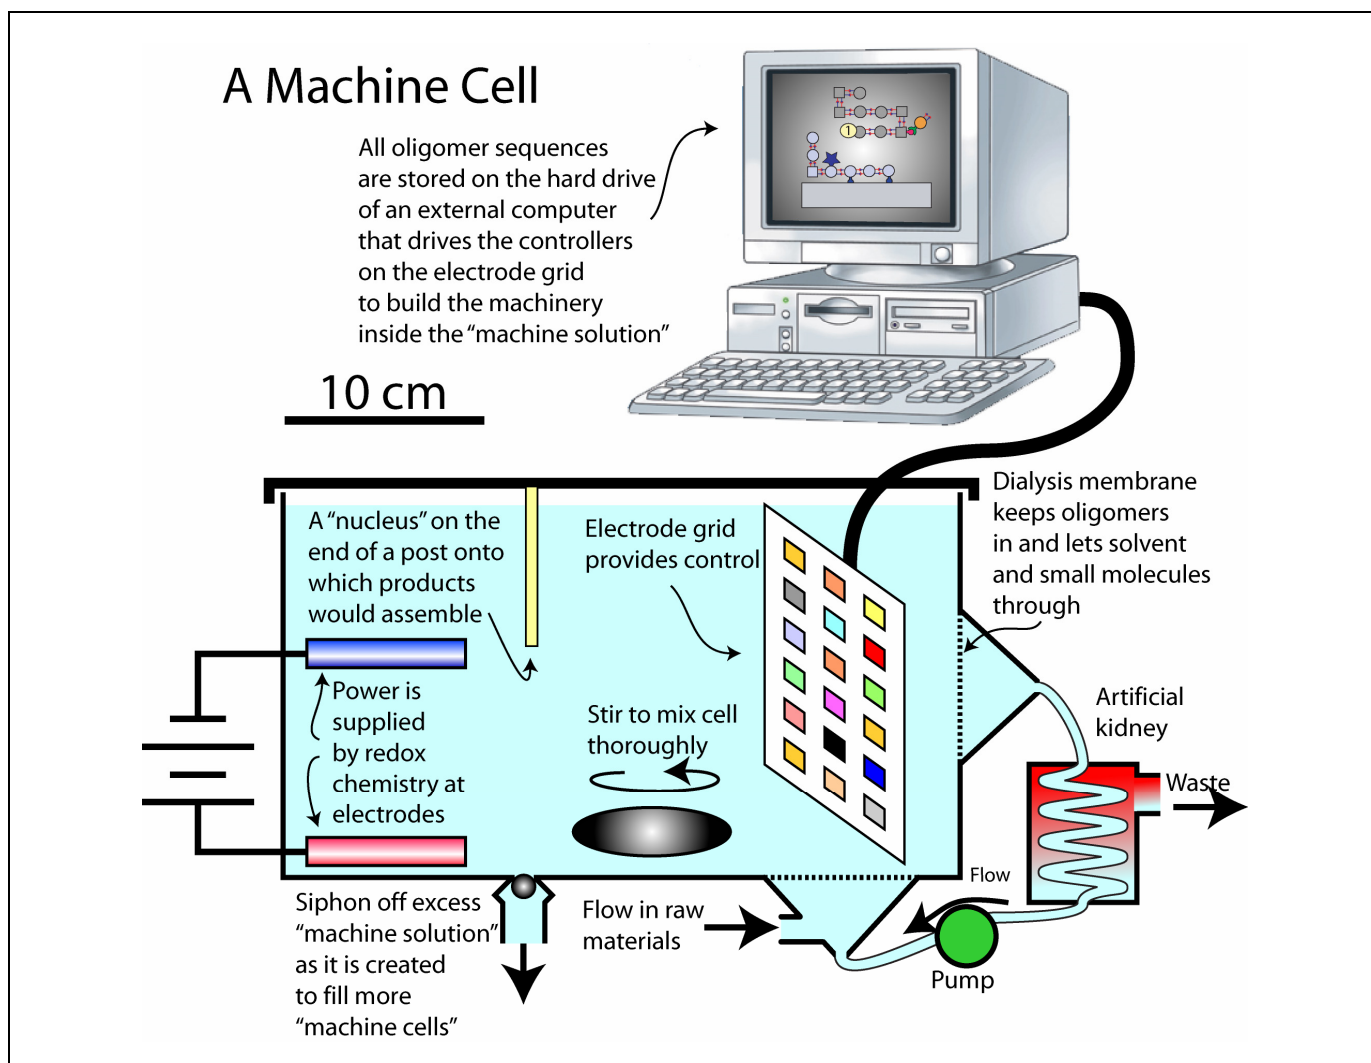 A Machine Cell
All oligomer sequences
are stored on the hard drive
of an external computer
that drives the controllers
on the electrode grid
to build the machinery
inside the “machine solution”
1
10 cm
A “nucleus” on the
end of a post onto
which products
would assemble
Electrode grid
provides control
Dialysis membrane
keeps oligomers
in and lets solvent
and small molecules
through
Power is
supplied
by redox
chemistry at
electrodes
Stir to mix cell
thoroughly
Artificial
kidney
Waste
Flow
Siphon off excess
“machine solution”
as it is created
to fill more
“machine cells”
Flow in raw
materials
Pump